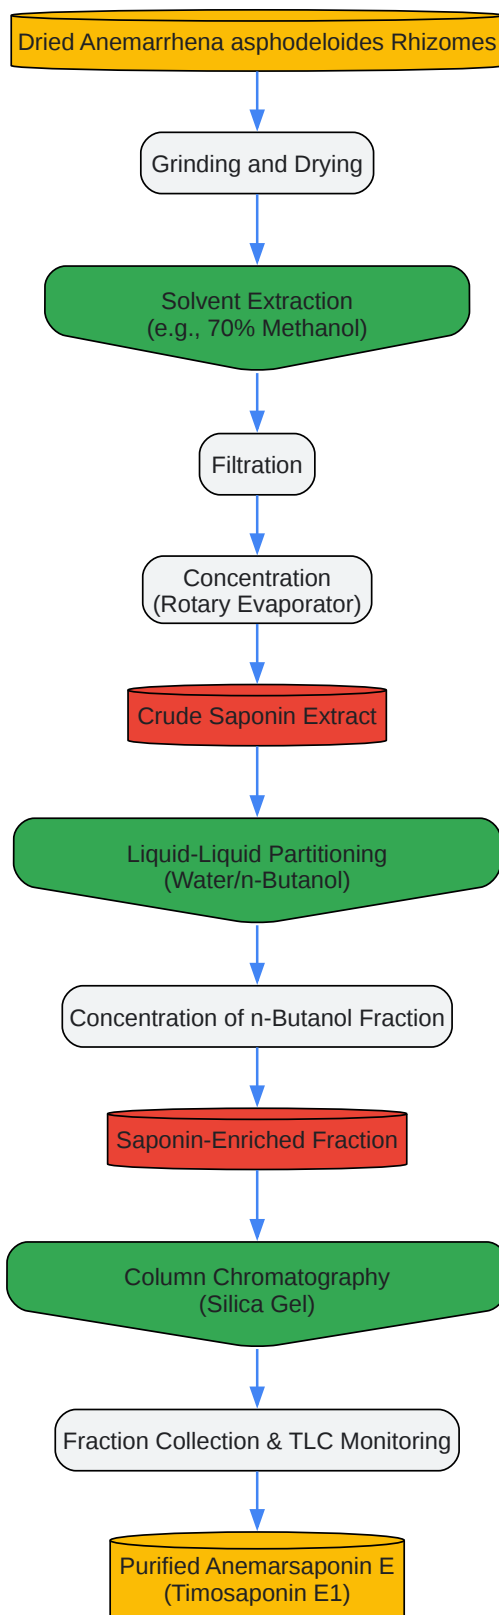 Dried Anemarrhena asphodeloides Rhizomes
Grinding and Drying
Solvent Extraction
(e.g., 70% Methanol)
Filtration
Concentration
(Rotary Evaporator)
Crude Saponin Extract
Liquid-Liquid Partitioning
(Water/n-Butanol)
Concentration of n-Butanol Fraction
Saponin-Enriched Fraction
Column Chromatography
(Silica Gel)
Fraction Collection & TLC Monitoring
Purified Anemarsaponin E
(Timosaponin E1)